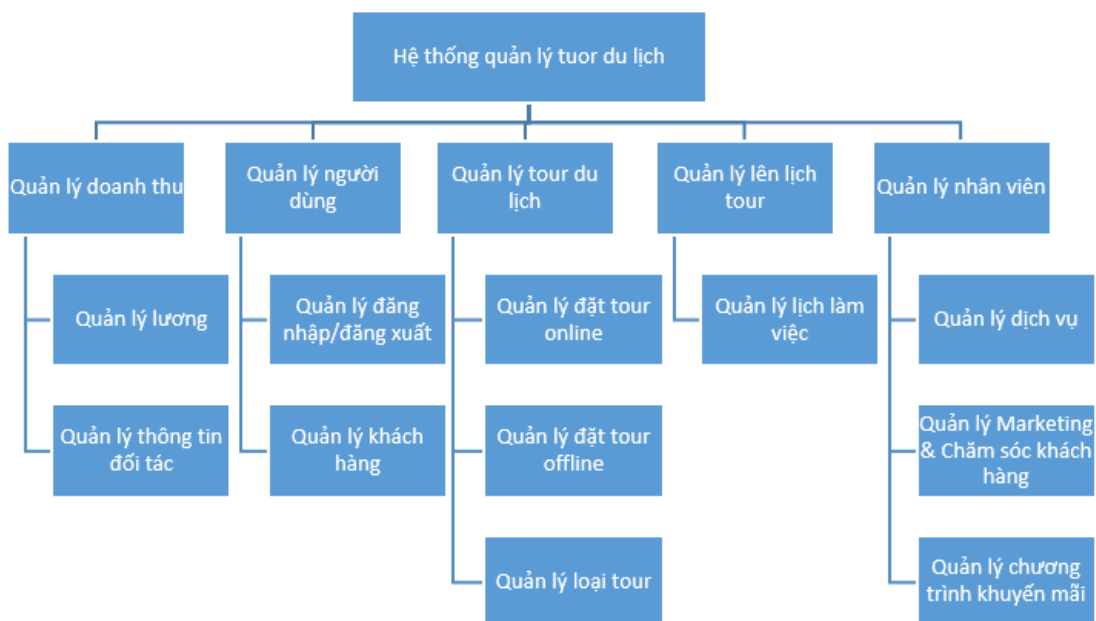 Hệ thống quản lý tuor du lịch
Quản lý doanh thu
Quản lý người
dùng
Quản lý tour du
lịch
Quản lý lên lịch
tour
Quản lý nhân viên
Quản lý lương
Quản lý đăng
nhập/đăng xuất
Quản lý đặt tour
online
Quản lý lịch làm
việc
Quản lý dịch vụ
Quản lý thông tin
đối tác
Quản lý khách
hàng
Quản lý đặt tour
offline
Quản lý Marketing
& Chăm sóc khách
hàng
Quản lý loại tour
Quản lý chương
trình khuyến mãi